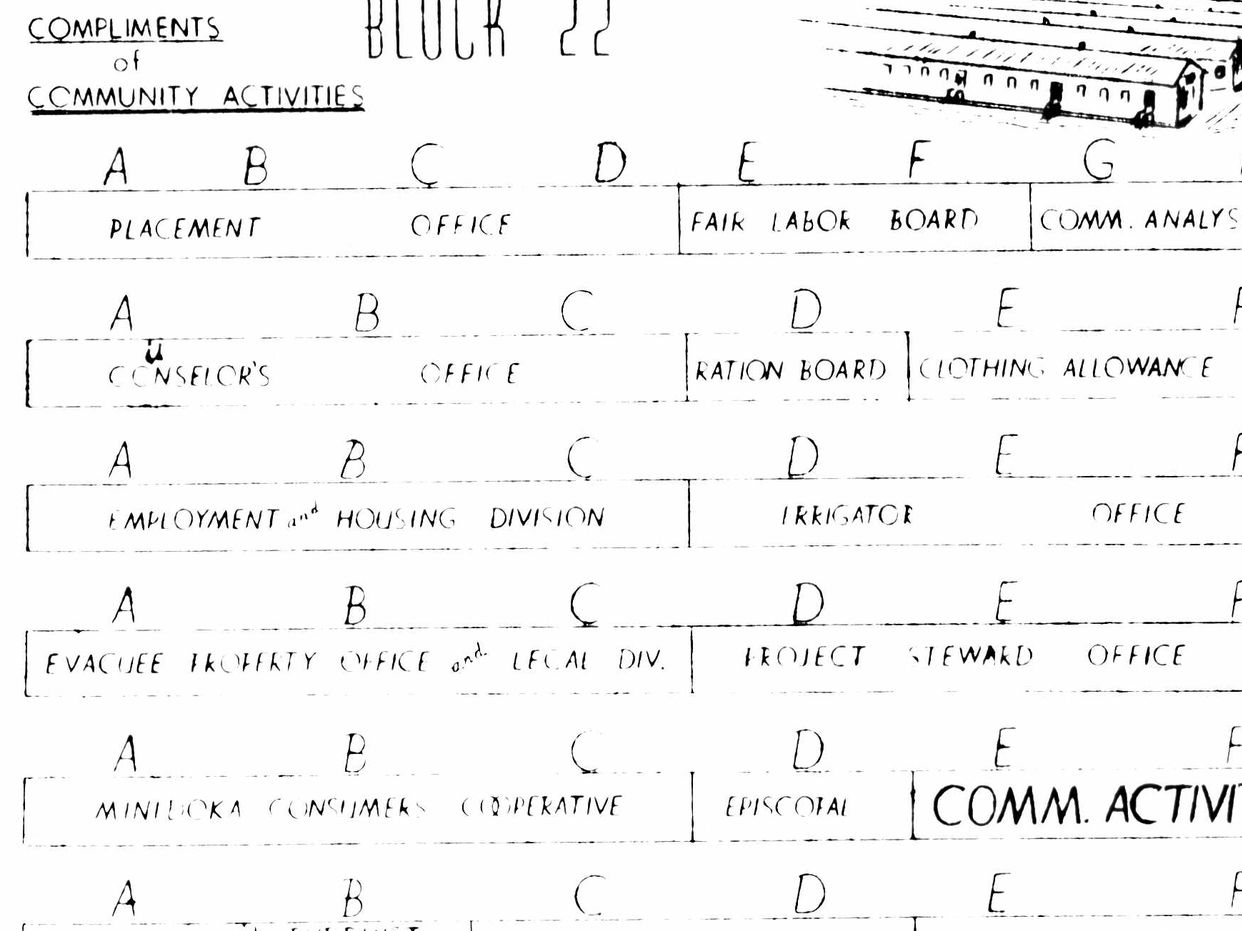 COMPLIMENTS
of
COMMUNITY ACTIVITIES
BLOCK 22
A B C D E F G
PLACEMENT OFFICE FAIR LABOR BOARD COMM. ANALYS
A B C D E
COUNSELOR'S OFFICE RATION BOARD CLOTHING ALLOWANCE
A B C D E F
EMPLOYMENT and HOUSING DIVISION IRRIGATOR OFFICE
A B C D E F
EVACUEE PROPERTY OFFICE and LEGAL DIV. PROJECT STEWARD OFFICE
A B C D E F
MINIDOKA CONSUMERS COOPERATIVE EPISCOPAL COMM. ACTIVI
A B C D E F